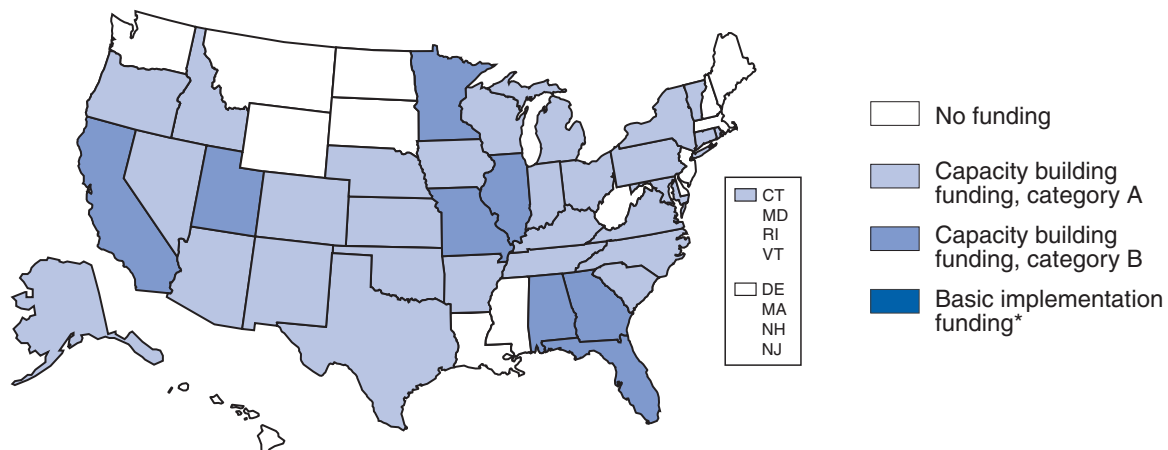 No funding
Capacity building
funding, category A
Capacity building
funding, category B
Basic implementation
funding*
CT
MD
RI
VT
DE
MA
NH
NJ